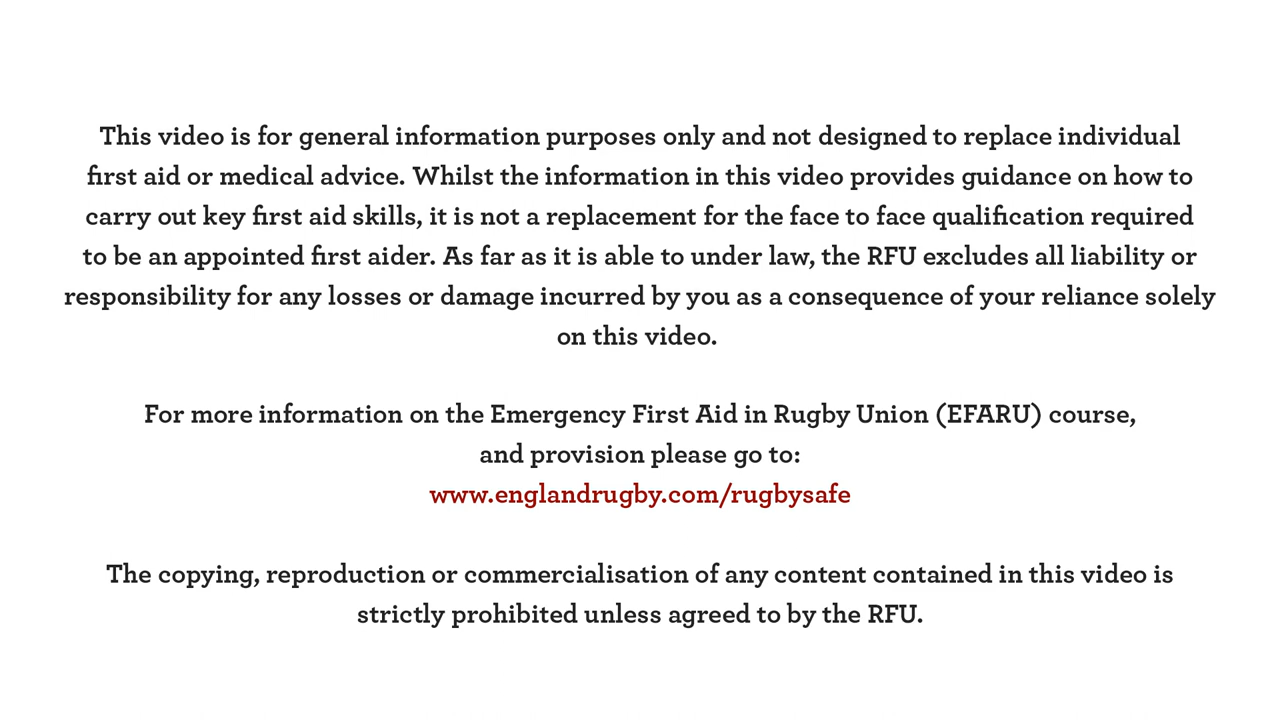 This video is for general information purposes only and not designed to replace individual
first aid or medical advice. Whilst the information in this video provides guidance on how to
carry out key first aid skills, it is not a replacement for the face to face qualification required
to be an appointed first aider. As far as it is able to under law, the RFU excludes all liability or
responsibility for any losses or damage incurred by you as a consequence of your reliance solely
on this video.
For more information on the Emergency First Aid in Rugby Union (EFARU) course,
and provision please go to:
www.englandrugby.com/rugbysafe
The copying, reproduction or commercialisation of any content contained in this video is
strictly prohibited unless agreed to by the RFU.